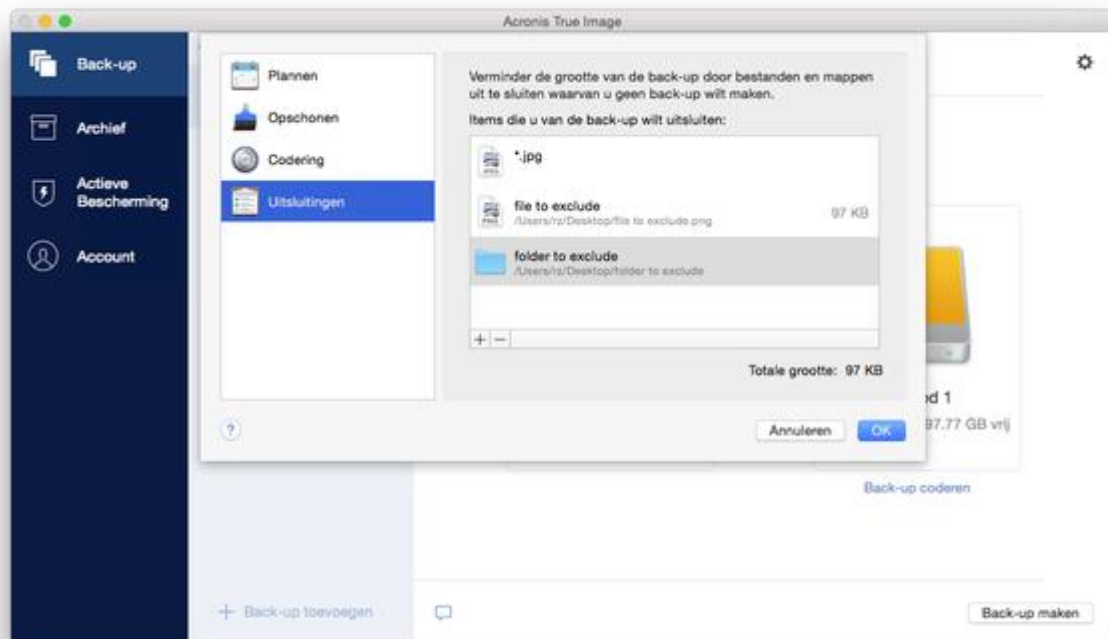 Acronis True Image
Back-up
Archief
Actieve
Bescherming
Account
Plannen
Opschonen
Codering
Uitsluitingen
Verminder de grootte van de back-up door bestanden en mappen
uit te sluiten waarvan u geen back-up wilt maken.
Items die u van de back-up wilt uitsluiten:
*.jpg
file to exclude
/Users/rz/Desktop/file to exclude.png
97 KB
folder to exclude
/Users/rz/Desktop/folder to exclude
+ −
Totale grootte: 97 KB
?
Annuleren
OK
d 1
97.77 GB vrij
Back-up coderen
+ Back-up toevoegen
Back-up maken